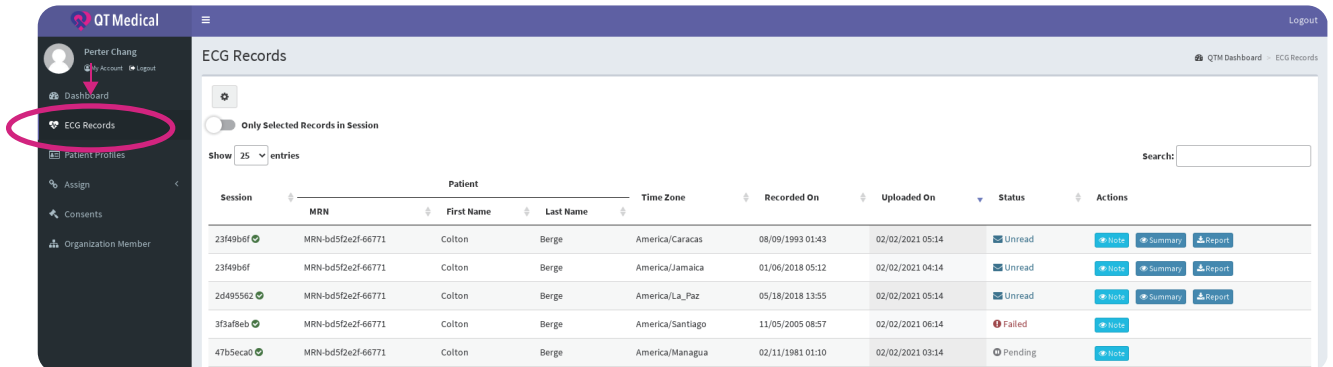 QT Medical
Logout
Perter Chang
My Account Logout
ECG Records
QTM Dashboard > ECG Records
Dashboard
ECG Records
Patient Profiles
Assign
Consents
Organization Member
Only Selected Records in Session
Show 25 entries
Search:
Session Patient Time Zone Recorded On Uploaded On Status Actions
MRN First Name Last Name
23f49b6f MRN-bd5f2e2f-66771 Colton Berge America/Caracas 08/09/1993 01:43 02/02/2021 05:14 Unread Note Summary Report
23f49b6f MRN-bd5f2e2f-66771 Colton Berge America/Jamaica 01/06/2018 05:12 02/02/2021 04:14 Unread Note Summary Report
2d495562 MRN-bd5f2e2f-66771 Colton Berge America/La_Paz 05/18/2018 13:55 02/02/2021 05:14 Unread Note Summary Report
3f3af8eb MRN-bd5f2e2f-66771 Colton Berge America/Santiago 11/05/2005 08:57 02/02/2021 06:14 Failed Note
47b5eca0 MRN-bd5f2e2f-66771 Colton Berge America/Managua 02/11/1981 01:10 02/02/2021 03:14 Pending Note